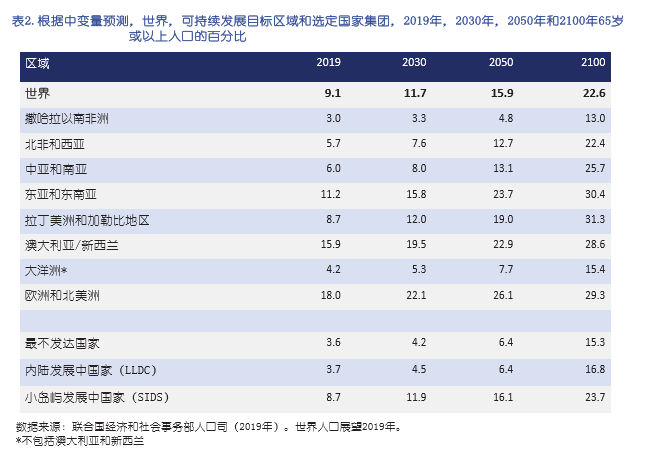 表2.根据中变量预测，世界，可持续发展目标区域和选定国家集团，2019年，2030年，2050年和2100年65岁
或以上人口的百分比
区域 2019 2030 2050 2100
世界 9.1 11.7 15.9 22.6
撒哈拉以南非洲 3.0 3.3 4.8 13.0
北非和西亚 5.7 7.6 12.7 22.4
中亚和南亚 6.0 8.0 13.1 25.7
东亚和东南亚 11.2 15.8 23.7 30.4
拉丁美洲和加勒比地区 8.7 12.0 19.0 31.3
澳大利亚/新西兰 15.9 19.5 22.9 28.6
大洋洲* 4.2 5.3 7.7 15.4
欧洲和北美洲 18.0 22.1 26.1 29.3
最不发达国家 3.6 4.2 6.4 15.3
内陆发展中国家（LLDC） 3.7 4.5 6.4 16.8
小岛屿发展中国家（SIDS） 8.7 11.9 16.1 23.7
数据来源：联合国经济和社会事务部人口司（2019年）。世界人口展望2019年。
*不包括澳大利亚和新西兰